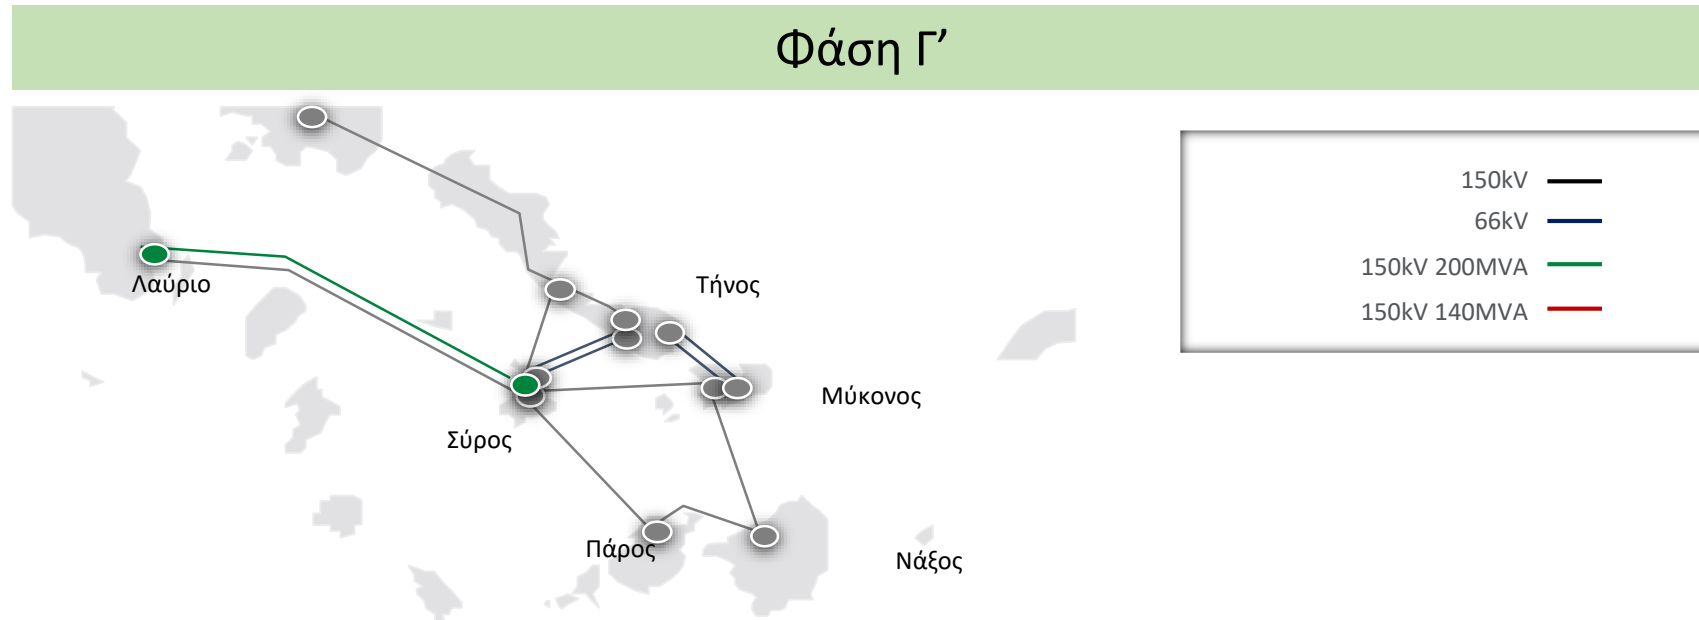 Φάση Γ’
150kV
66kV
150kV 200MVA
150kV 140MVA
Λαύριο
Τήνος
Μύκονος
Σύρος
Πάρος
Νάξος